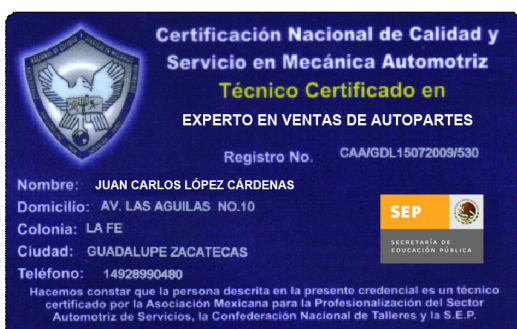 Certificación Nacional de Calidad y
Servicio en Mecánica Automotriz
Técnico Certificado en
EXPERTO EN VENTAS DE AUTOPARTES
Registro No. CAA/GDL15072009/530
Nombre: JUAN CARLOS LÓPEZ CÁRDENAS
Domicilio: AV. LAS AGUILAS NO.10
Colonia: LA FE
Ciudad: GUADALUPE ZACATECAS
Teléfono: 14928990480
SEP
SECRETARÍA DE
EDUCACIÓN PÚBLICA
Hacemos constar que la persona descrita en la presente credencial es un técnico
certificado por la Asociación Mexicana para la Profesionalización del Sector
Automotriz de Servicios, la Confederación Nacional de Talleres y la S.E.P.